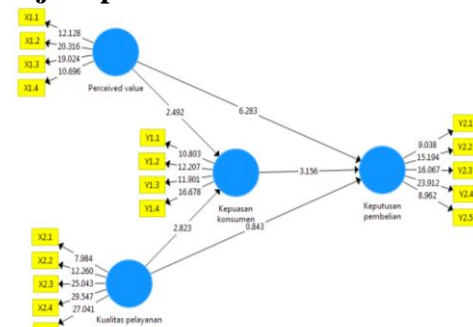 X1.1
X1.2
X1.3
X1.4
12.128
20.316
19.024
10.696
Perceived value
2.492
6.283
Y1.1
Y1.2
Y1.3
Y1.4
10.803
12.207
11.901
16.678
Kepuasan
konsumen
3.156
Y2.1
Y2.2
Y2.3
Y2.4
Y2.5
9.038
15.194
16.067
23.912
8.962
Keputusan
pembelian
2.823
0.843
X2.1
X2.2
X2.3
X2.4
7.984
12.260
25.043
29.547
27.041
Kualitas pelayanan